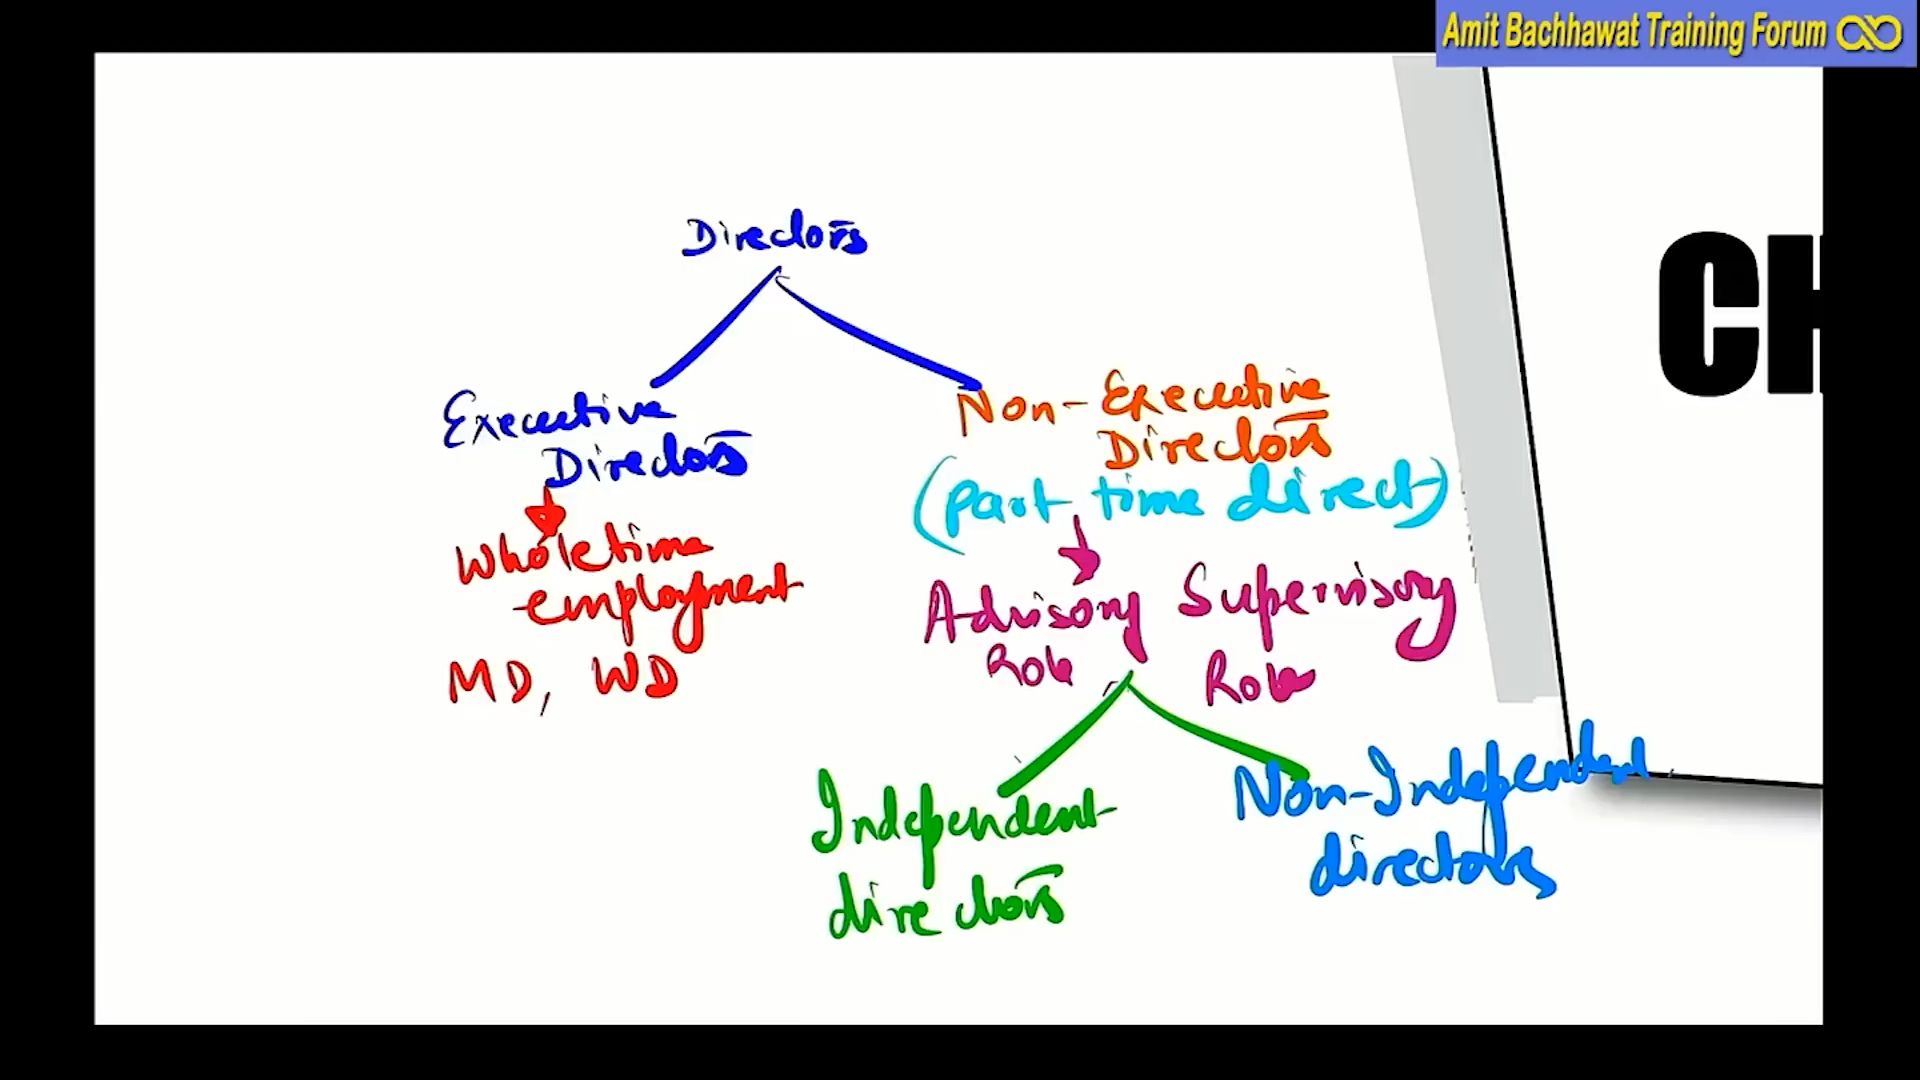 Amit Bachhawat Training Forum
CH
Directors
Executive
Directors
Non-Executive
Directors
(part time direct)
Wholetime
employment
MD, WD
Advisory Supervisory
Role Role
Independent
directors
Non-Independent
directors